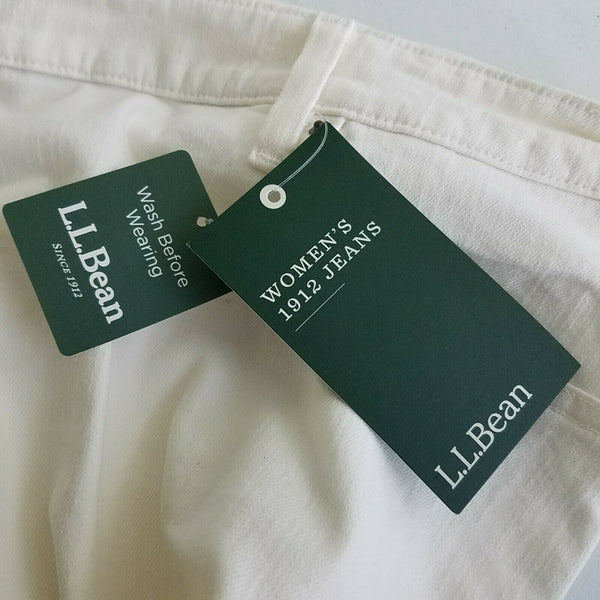 Wash Before
Wearing
L.L.Bean
SINCE 1912
WOMEN'S
1912 JEANS
L.L.Bean